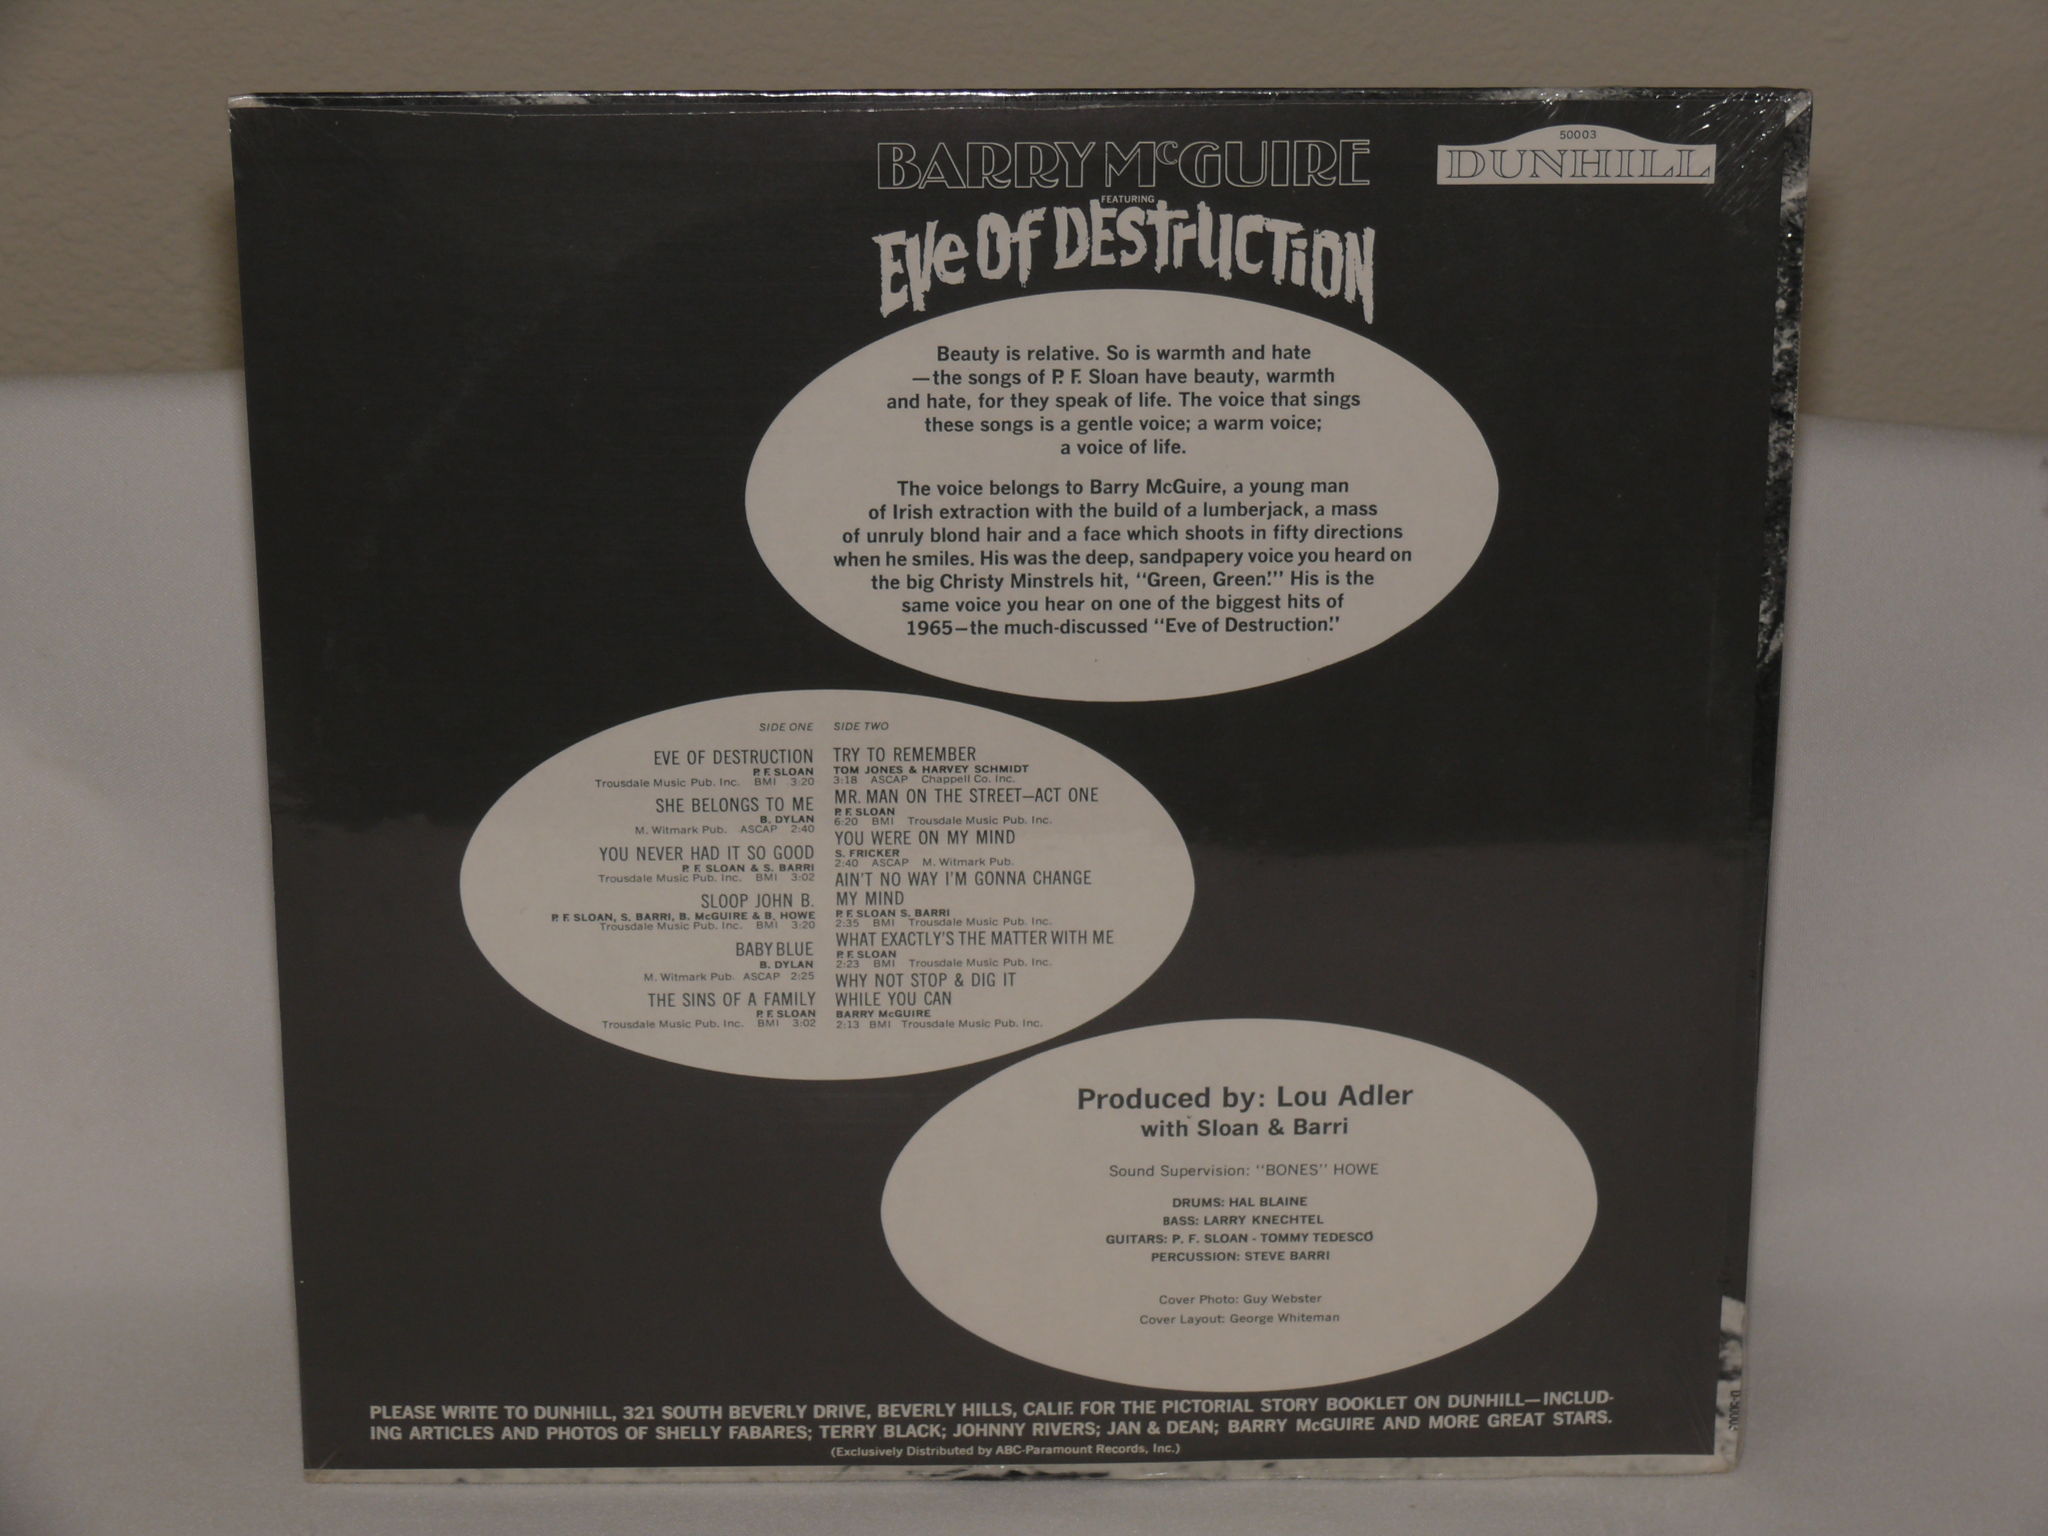 BARRY McGUIRE
FEATURING
EVE OF DESTRUCTION
50003
DUNHILL
Beauty is relative. So is warmth and hate
—the songs of P. F. Sloan have beauty, warmth
and hate, for they speak of life. The voice that sings
these songs is a gentle voice; a warm voice;
a voice of life.
The voice belongs to Barry McGuire, a young man
of Irish extraction with the build of a lumberjack, a mass
of unruly blond hair and a face which shoots in fifty directions
when he smiles. His was the deep, sandpapery voice you heard on
the big Christy Minstrels hit, "Green, Green." His is the
same voice you hear on one of the biggest hits of
1965—the much-discussed "Eve of Destruction."
SIDE ONE
EVE OF DESTRUCTION
P. F. SLOAN
Trousdale Music Pub. Inc. BMI 3:20
SHE BELONGS TO ME
B. DYLAN
M. Witmark Pub. ASCAP 2:40
YOU NEVER HAD IT SO GOOD
P. F. SLOAN & S. BARRI
Trousdale Music Pub. Inc. BMI 3:02
SLOOP JOHN B.
P. F. SLOAN, S. BARRI, B. McGUIRE & B. HOWE
Trousdale Music Pub. Inc. BMI 3:20
BABY BLUE
B. DYLAN
M. Witmark Pub. ASCAP 2:25
THE SINS OF A FAMILY
P. F. SLOAN
Trousdale Music Pub. Inc. BMI 3:02
SIDE TWO
TRY TO REMEMBER
TOM JONES & HARVEY SCHMIDT
3:18 ASCAP Chappell Co. Inc.
MR. MAN ON THE STREET—ACT ONE
P. F. SLOAN
6:20 BMI Trousdale Music Pub. Inc.
YOU WERE ON MY MIND
S. FRICKER
2:40 ASCAP M. Witmark Pub.
AIN'T NO WAY I'M GONNA CHANGE
MY MIND
P. F. SLOAN S. BARRI
2:35 BMI Trousdale Music Pub. Inc.
WHAT EXACTLY'S THE MATTER WITH ME
P. F. SLOAN
2:23 BMI Trousdale Music Pub. Inc.
WHY NOT STOP & DIG IT
WHILE YOU CAN
BARRY McGUIRE
2:13 BMI Trousdale Music Pub. Inc.
Produced by: Lou Adler
with Sloan & Barri
Sound Supervision: "BONES" HOWE
DRUMS: HAL BLAINE
BASS: LARRY KNECHTEL
GUITARS: P. F. SLOAN - TOMMY TEDESCO
PERCUSSION: STEVE BARRI
Cover Photo: Guy Webster
Cover Layout: George Whiteman
PLEASE WRITE TO DUNHILL, 321 SOUTH BEVERLY DRIVE, BEVERLY HILLS, CALIF. FOR THE PICTORIAL STORY BOOKLET ON DUNHILL—INCLUD-
ING ARTICLES AND PHOTOS OF SHELLY FABARES; TERRY BLACK; JOHNNY RIVERS; JAN & DEAN; BARRY McGUIRE AND MORE GREAT STARS.
(Exclusively Distributed by ABC-Paramount Records, Inc.)